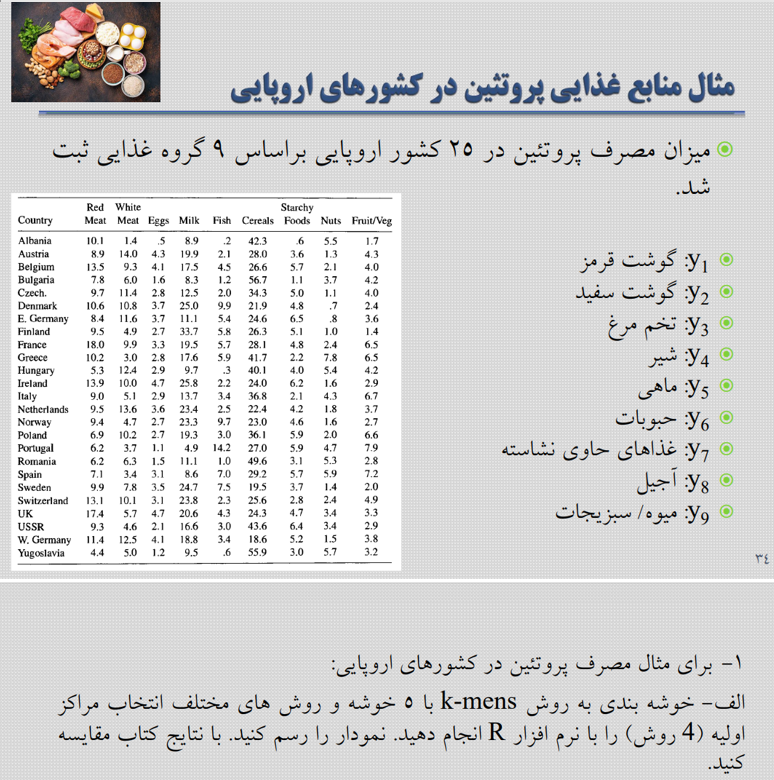 مثال منابع غذایی پروتئین در کشورهای اروپایی
میزان مصرف پروتئین در ۲۵ کشور اروپایی براساس ۹ گروه غذایی ثبت
شد.
Country Red Meat White Meat Eggs Milk Fish Cereals Starchy Foods Nuts Fruit/Veg
Albania 10.1 1.4 .5 8.9 .2 42.3 .6 5.5 1.7
Austria 8.9 14.0 4.3 19.9 2.1 28.0 3.6 1.3 4.3
Belgium 13.5 9.3 4.1 17.5 4.5 26.6 5.7 2.1 4.0
Bulgaria 7.8 6.0 1.6 8.3 1.2 56.7 1.1 3.7 4.2
Czech. 9.7 11.4 2.8 12.5 2.0 34.3 5.0 1.1 4.0
Denmark 10.6 10.8 3.7 25.0 9.9 21.9 4.8 .7 2.4
E. Germany 8.4 11.6 3.7 11.1 5.4 24.6 6.5 .8 3.6
Finland 9.5 4.9 2.7 33.7 5.8 26.3 5.1 1.0 1.4
France 18.0 9.9 3.3 19.5 5.7 28.1 4.8 2.4 6.5
Greece 10.2 3.0 2.8 17.6 5.9 41.7 2.2 7.8 6.5
Hungary 5.3 12.4 2.9 9.7 .3 40.1 4.0 5.4 4.2
Ireland 13.9 10.0 4.7 25.8 2.2 24.0 6.2 1.6 2.9
Italy 9.0 5.1 2.9 13.7 3.4 36.8 2.1 4.3 6.7
Netherlands 9.5 13.6 3.6 23.4 2.5 22.4 4.2 1.8 3.7
Norway 9.4 4.7 2.7 23.3 9.7 23.0 4.6 1.6 2.7
Poland 6.9 10.2 2.7 19.3 3.0 36.1 5.9 2.0 6.6
Portugal 6.2 3.7 1.1 4.9 14.2 27.0 5.9 4.7 7.9
Romania 6.2 6.3 1.5 11.1 1.0 49.6 3.1 5.3 2.8
Spain 7.1 3.4 3.1 8.6 7.0 29.2 5.7 5.9 7.2
Sweden 9.9 7.8 3.5 24.7 7.5 19.5 3.7 1.4 2.0
Switzerland 13.1 10.1 3.1 23.8 2.3 25.6 2.8 2.4 4.9
UK 17.4 5.7 4.7 20.6 4.3 24.3 4.7 3.4 3.3
USSR 9.3 4.6 2.1 16.6 3.0 43.6 6.4 3.4 2.9
W. Germany 11.4 12.5 4.1 18.8 3.4 18.6 5.2 1.5 3.8
Yugoslavia 4.4 5.0 1.2 9.5 .6 55.9 3.0 5.7 3.2
y1: گوشت قرمز
y2: گوشت سفید
y3: تخم مرغ
y4: شیر
y5: ماهی
y6: حبوبات
y7: غذاهای حاوی نشاسته
y8: آجیل
y9: میوه/ سبزیجات
٣٤
۱- برای مثال مصرف پروتئین در کشورهای اروپایی:
الف- خوشه بندی به روش k-mens با ۵ خوشه و روش های مختلف انتخاب مراکز
اولیه (4 روش) را با نرم افزار R انجام دهید. نمودار را رسم کنید. با نتایج کتاب مقایسه
کنید.